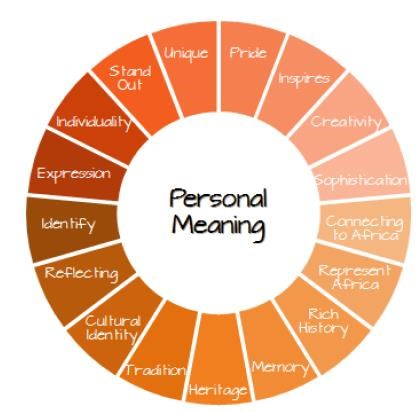 Personal
Meaning
Pride
Inspires
Creativity
Sophistication
Connecting
to Africa
Represent
Africa
Rich
History
Memory
Heritage
Tradition
Cultural
Identity
Reflecting
Identify
Expression
Individuality
Stand
Out
Unique